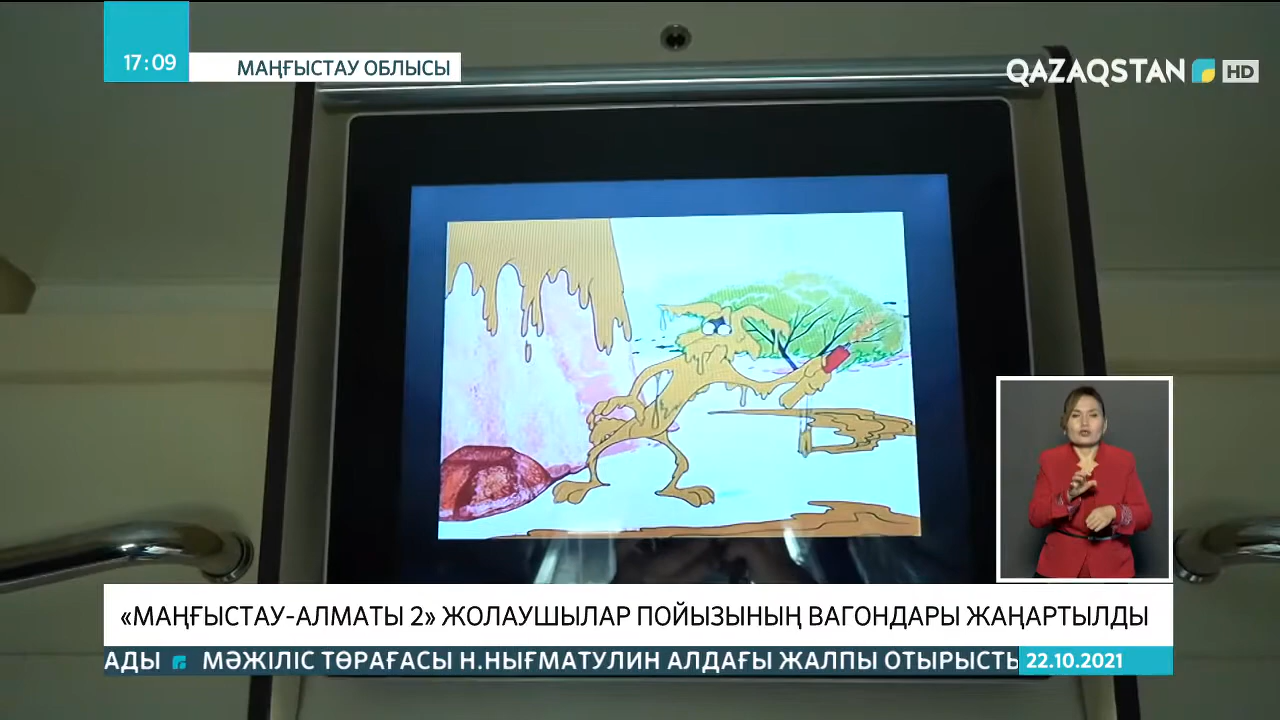 17:09
МАҢҒЫСТАУ ОБЛЫСЫ
QAZAQSTAN HD
«МАҢҒЫСТАУ-АЛМАТЫ 2» ЖОЛАУШЫЛАР ПОЙЫЗЫНЫҢ ВАГОНДАРЫ ЖАҢАРТЫЛДЫ
АДЫ МӘЖІЛІС ТӨРАҒАСЫ Н.НЫҒМАТУЛИН АЛДАҒЫ ЖАЛПЫ ОТЫРЫСТЬ 22.10.2021